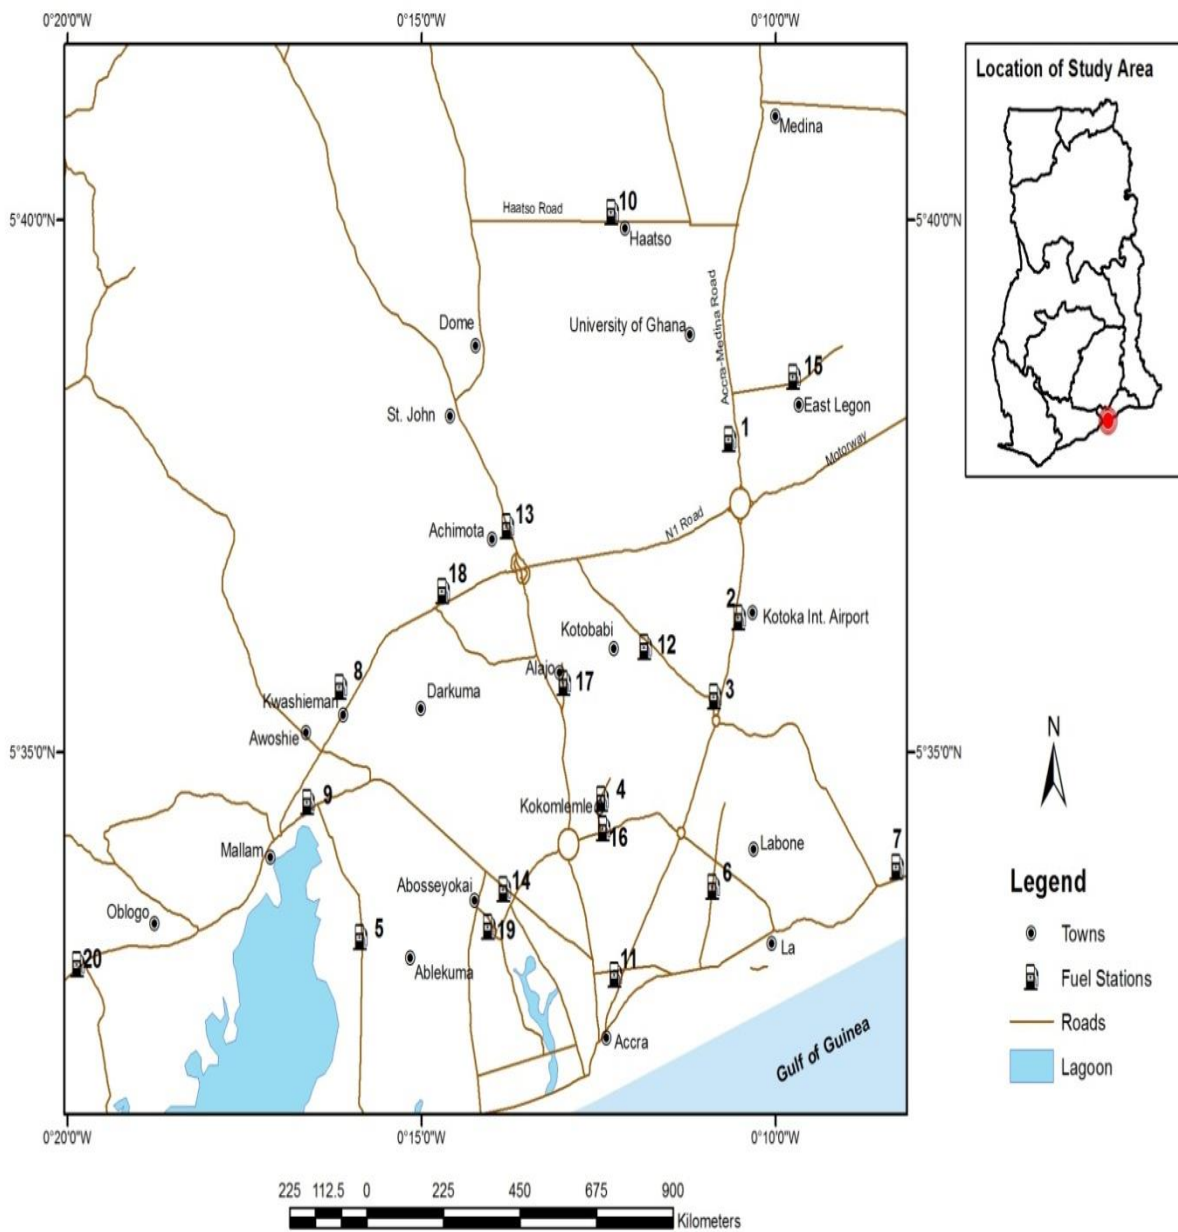 0°20'0"W 0°15'0"W 0°10'0"W
Location of Study Area
Medina
10
Haatso Road
5°40'0"N 5°40'0"N
Haatso
Accra-Medina Road
Dome
University of Ghana
15
East Legon
St. John
1
Motorway
N1 Road
13
Achimota
18
2
Kotoka Int. Airport
Kotobabi
12
Alajo
17
8
3
Kwashieman
Darkuma
Awoshie
5°35'0"N 5°35'0"N
N
9
4
Kokomlemle
16
7
Labone
Mallam
Legend
Abosseyokai
14
6
Oblogo
Towns
5
19
La
Ablekuma
20
11
Fuel Stations
Roads
Accra
Gulf of Guinea
Lagoon
0°20'0"W 0°15'0"W 0°10'0"W
225 112.5 0 225 450 675 900
Kilometers